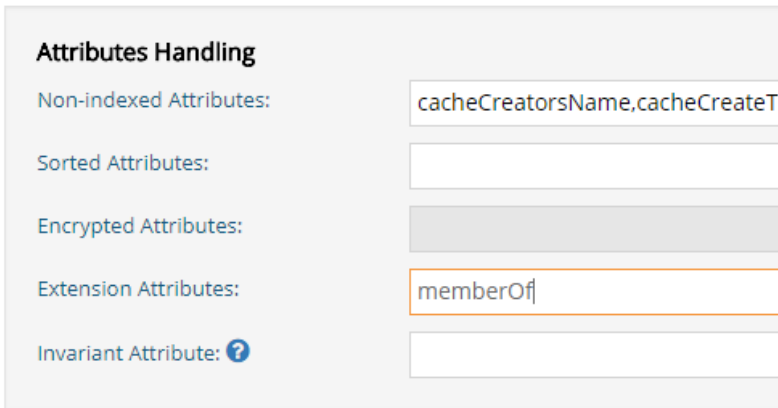 Attributes Handling
Non-indexed Attributes: cacheCreatorsName,cacheCreateT
Sorted Attributes:
Encrypted Attributes:
Extension Attributes: memberOf
Invariant Attribute: ?